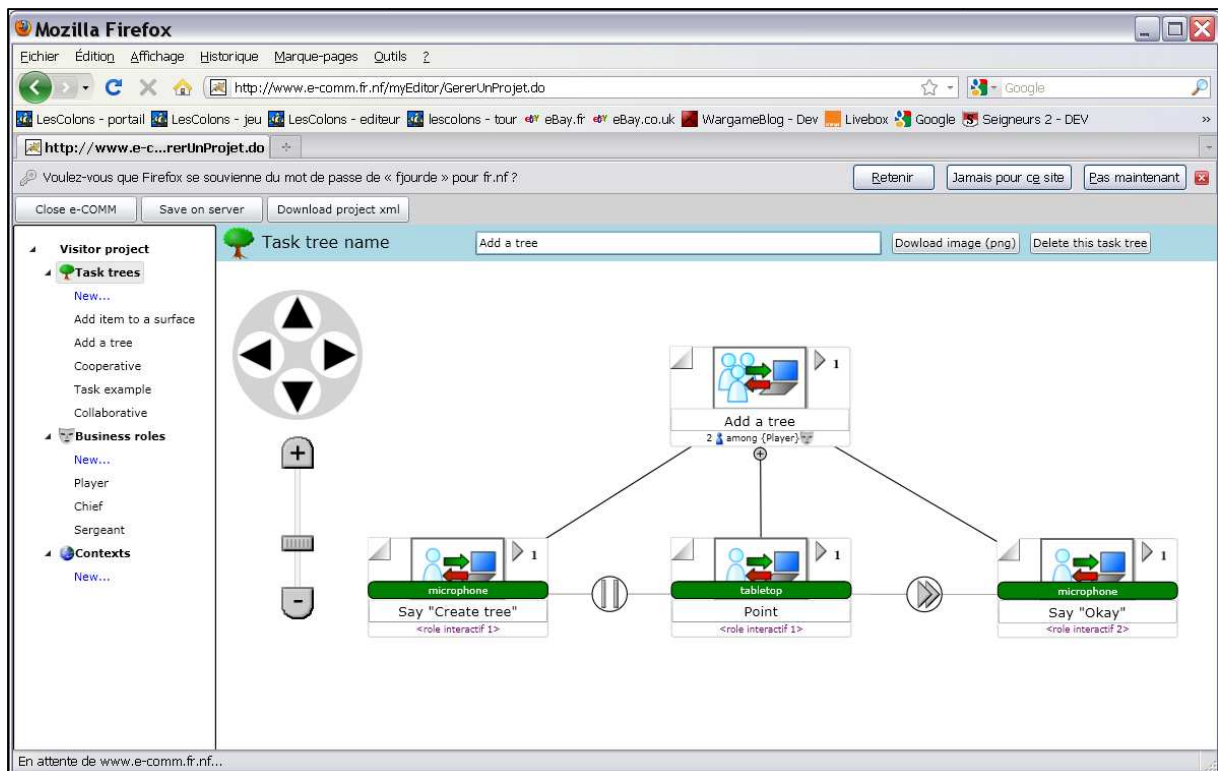 Mozilla Firefox
Fichier Édition Affichage Historique Marque-pages Outils ?
http://www.e-comm.fr.nf/myEditor/GererUnProjet.do
Google
LesColons - portail LesColons - jeu LesColons - editeur lescolons - tour eBay.fr eBay.co.uk WargameBlog - Dev Livebox Google Seigneurs 2 - DEV »
http://www.e-c...rerUnProjet.do
Voulez-vous que Firefox se souvienne du mot de passe de « fjourde » pour fr.nf ? Retenir Jamais pour ce site Pas maintenant
Close e-COMM Save on server Download project xml
Visitor project
Task trees
New...
Add item to a surface
Add a tree
Cooperative
Task example
Collaborative
Business roles
New...
Player
Chief
Sergeant
Contexts
New...
Task tree name Add a tree Dowload image (png) Delete this task tree
1
Add a tree
2 among {Player}
1
microphone
Say "Create tree"
<role interactif 1>
1
tabletop
Point
<role interactif 1>
1
microphone
Say "Okay"
<role interactif 2>
En attente de www.e-comm.fr.nf...